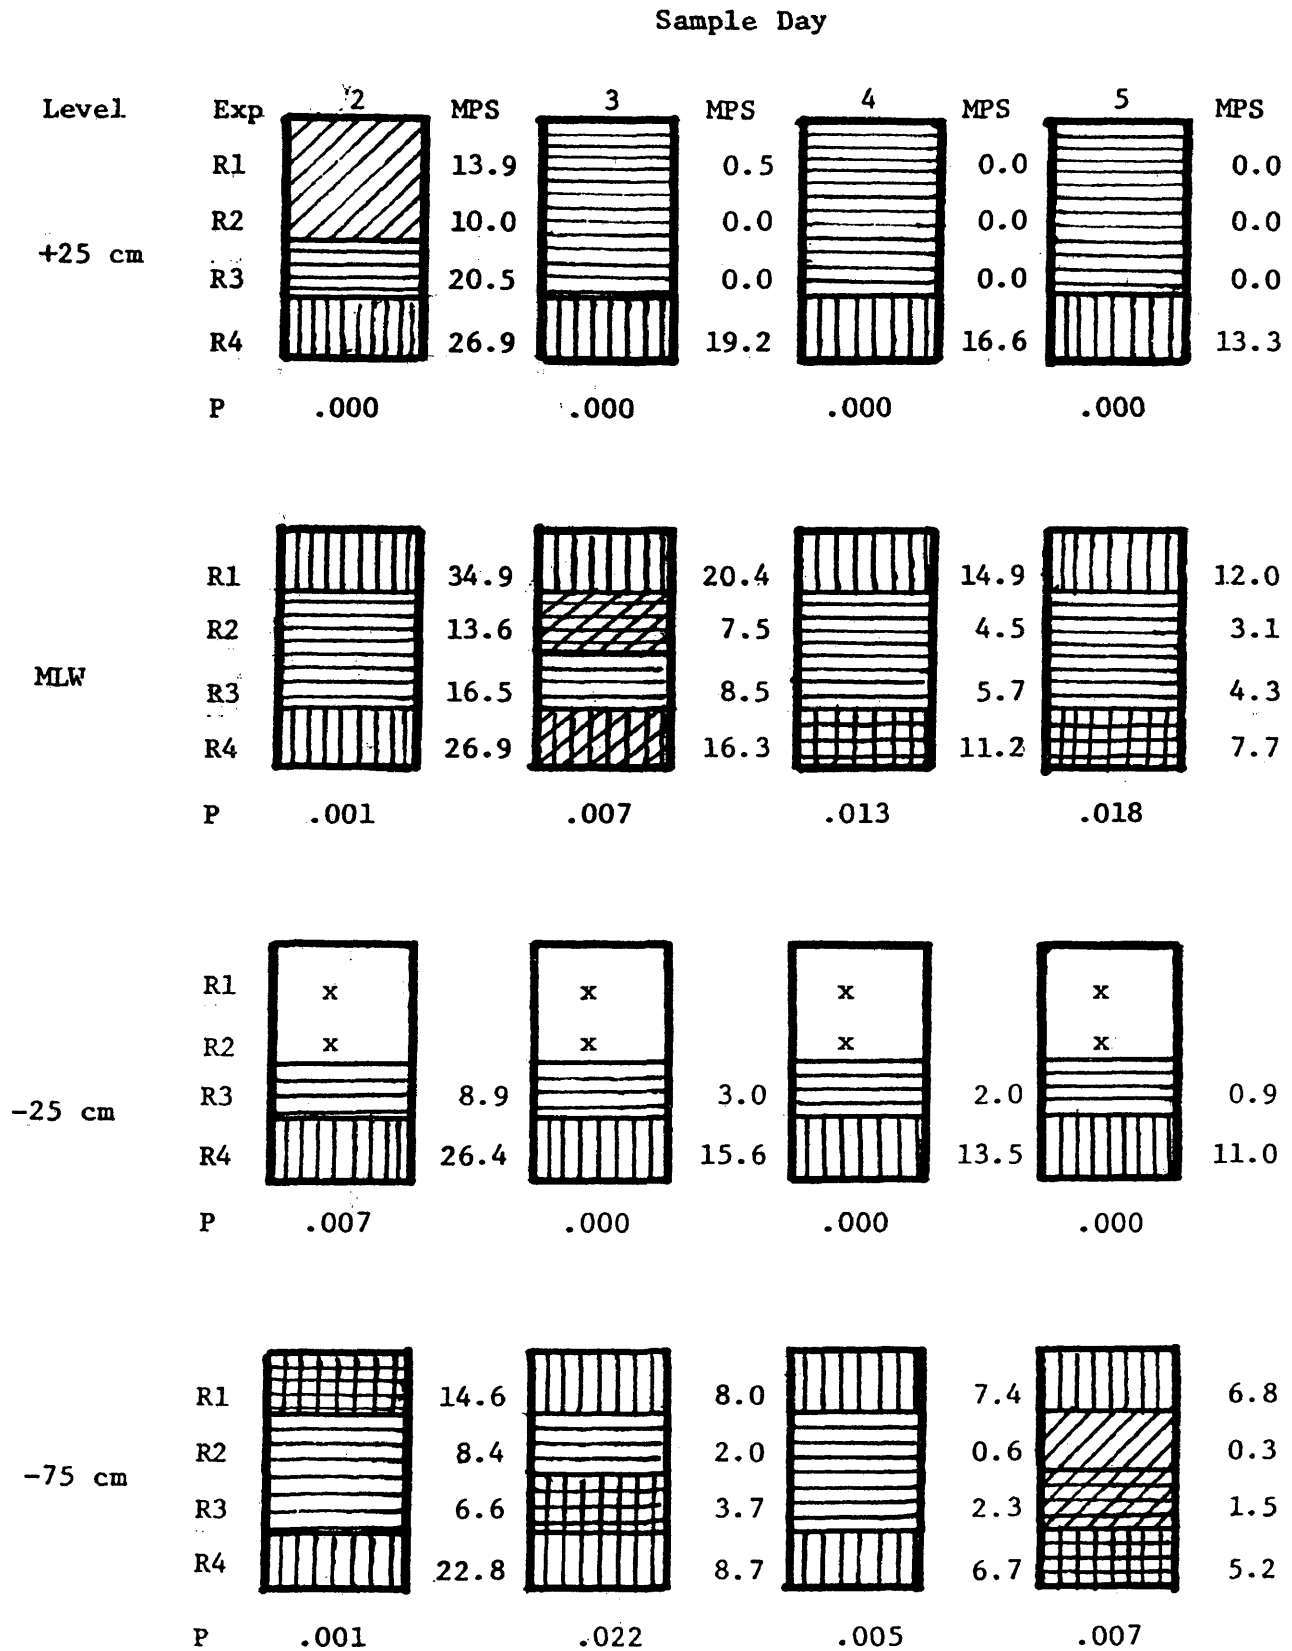 Sample Day
Level Exp 2 MPS 3 MPS 4 MPS 5 MPS
R1 13.9 0.5 0.0 0.0
R2 10.0 0.0 0.0 0.0
+25 cm
R3 20.5 0.0 0.0 0.0
R4 26.9 19.2 16.6 13.3
P .000 .000 .000 .000
R1 34.9 20.4 14.9 12.0
R2 13.6 7.5 4.5 3.1
MLW
R3 16.5 8.5 5.7 4.3
R4 26.9 16.3 11.2 7.7
P .001 .007 .013 .018
R1 x x x x
R2 x x x x
R3 8.9 3.0 2.0 0.9
-25 cm
R4 26.4 15.6 13.5 11.0
P .007 .000 .000 .000
R1 14.6 8.0 7.4 6.8
R2 8.4 2.0 0.6 0.3
-75 cm
R3 6.6 3.7 2.3 1.5
R4 22.8 8.7 6.7 5.2
P .001 .022 .005 .007